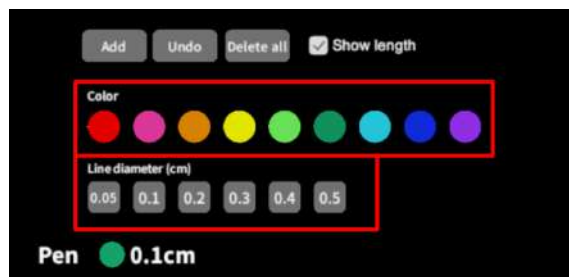 Add Undo Delete all Show length
Color
Line diameter (cm)
0.05 0.1 0.2 0.3 0.4 0.5
Pen 0.1cm